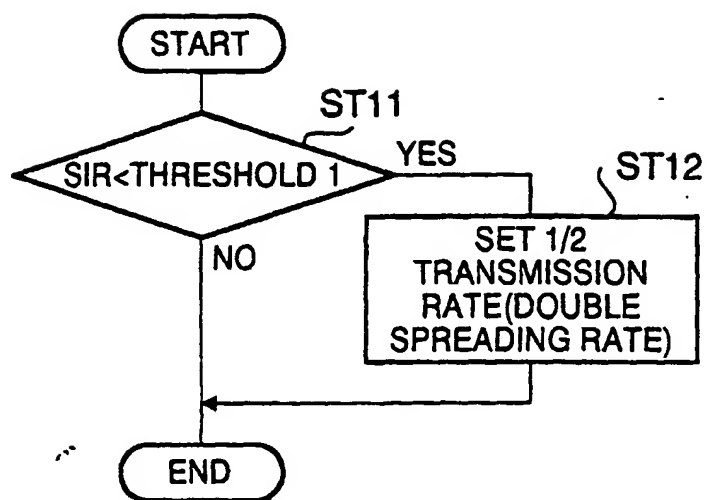 START
ST11
SIR<THRESHOLD 1
YES
ST12
SET 1/2
TRANSMISSION
RATE(DOUBLE
SPREADING RATE)
NO
END